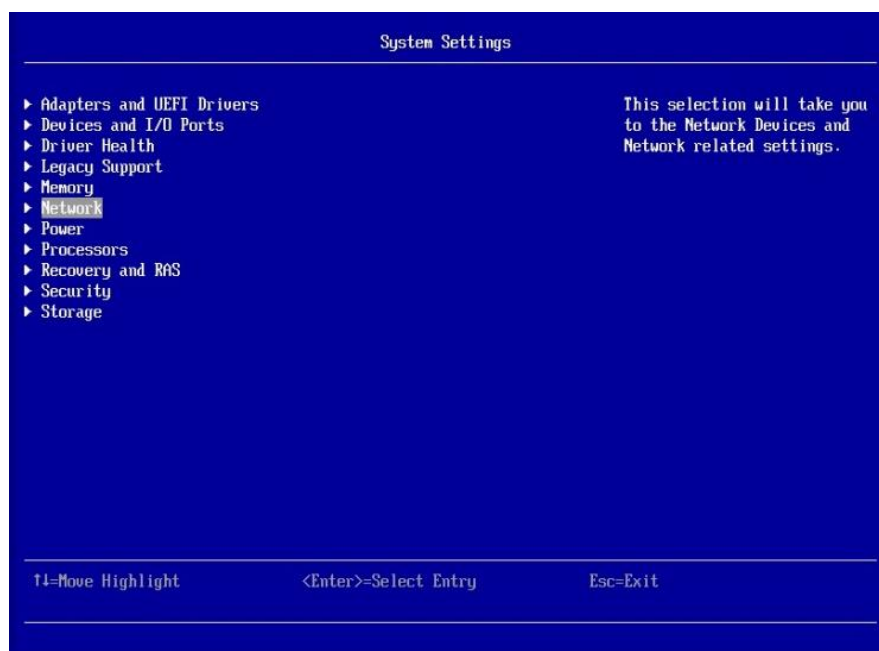 System Settings
▶ Adapters and UEFI Drivers
▶ Devices and I/O Ports
▶ Driver Health
▶ Legacy Support
▶ Memory
▶ Network
▶ Power
▶ Processors
▶ Recovery and RAS
▶ Security
▶ Storage
This selection will take you
to the Network Devices and
Network related settings.
↑↓=Move Highlight <Enter>=Select Entry Esc=Exit